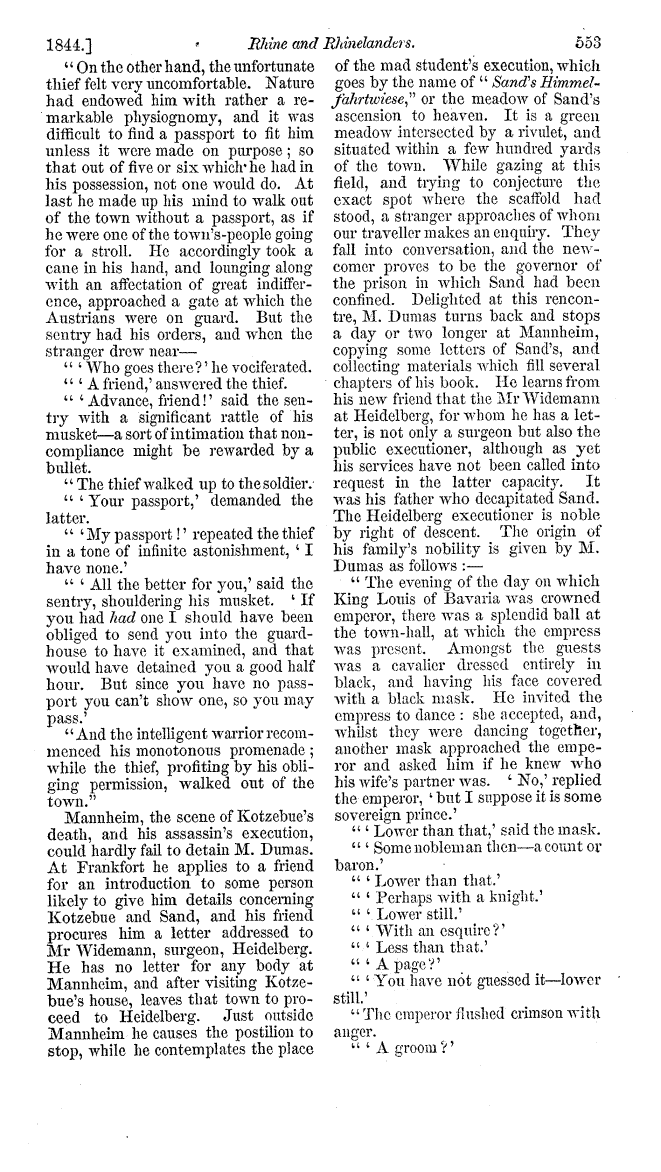 1844.] Rhine and Rhinelanders. 553
“On the other hand, the unfortunate
thief felt very uncomfortable. Nature
had endowed him with rather a re-
markable physiognomy, and it was
difficult to find a passport to fit him
unless it were made on purpose; so
that out of five or six which he had in
his possession, not one would do. At
last he made up his mind to walk out
of the town without a passport, as if
he were one of the town's-people going
for a stroll. He accordingly took a
cane in his hand, and lounging along
with an affectation of great indiffer-
ence, approached a gate at which the
Austrians were on guard. But the
sentry had his orders, and when the
stranger drew near—
“‘Who goes there?’ he vociferated.
“‘A friend,’ answered the thief.
“‘Advance, friend!’ said the sen-
try with a significant rattle of his
musket—a sort of intimation that non-
compliance might be rewarded by a
bullet.
“The thief walked up to the soldier.
“‘Your passport,’ demanded the
latter.
“‘My passport!’ repeated the thief
in a tone of infinite astonishment, ‘I
have none.’
“‘All the better for you,’ said the
sentry, shouldering his musket. ‘If
you had had one I should have been
obliged to send you into the guard-
house to have it examined, and that
would have detained you a good half
hour. But since you have no pass-
port you can't show one, so you may
pass.’
“And the intelligent warrior recom-
menced his monotonous promenade;
while the thief, profiting by his obli-
ging permission, walked out of the
town.”
Mannheim, the scene of Kotzebue's
death, and his assassin's execution,
could hardly fail to detain M. Dumas.
At Frankfort he applies to a friend
for an introduction to some person
likely to give him details concerning
Kotzebue and Sand, and his friend
procures him a letter addressed to
Mr Widemann, surgeon, Heidelberg.
He has no letter for any body at
Mannheim, and after visiting Kotze-
bue's house, leaves that town to pro-
ceed to Heidelberg. Just outside
Mannheim he causes the postilion to
stop, while he contemplates the place
of the mad student's execution, which
goes by the name of “Sand's Himmel-
fahrtwiese,” or the meadow of Sand's
ascension to heaven. It is a green
meadow intersected by a rivulet, and
situated within a few hundred yards
of the town. While gazing at this
field, and trying to conjecture the
exact spot where the scaffold had
stood, a stranger approaches of whom
our traveller makes an enquiry. They
fall into conversation, and the new-
comer proves to be the governor of
the prison in which Sand had been
confined. Delighted at this rencon-
tre, M. Dumas turns back and stops
a day or two longer at Mannheim,
copying some letters of Sand's, and
collecting materials which fill several
chapters of his book. He learns from
his new friend that the Mr Widemann
at Heidelberg, for whom he has a let-
ter, is not only a surgeon but also the
public executioner, although as yet
his services have not been called into
request in the latter capacity. It
was his father who decapitated Sand.
The Heidelberg executioner is noble
by right of descent. The origin of
his family's nobility is given by M.
Dumas as follows:—
“The evening of the day on which
King Louis of Bavaria was crowned
emperor, there was a splendid ball at
the town-hall, at which the empress
was present. Amongst the guests
was a cavalier dressed entirely in
black, and having his face covered
with a black mask. He invited the
empress to dance: she accepted, and,
whilst they were dancing together,
another mask approached the empe-
ror and asked him if he knew who
his wife's partner was. ‘No,’ replied
the emperor, ‘but I suppose it is some
sovereign prince.’
“‘Lower than that,’ said the mask.
“‘Some nobleman then—a count or
baron.’
“‘Lower than that.’
“‘Perhaps with a knight.’
“‘Lower still.’
“‘With an esquire?’
“‘Less than that.’
“‘A page?’
“‘You have not guessed it—lower
still.’
“The emperor flushed crimson with
anger.
“‘A groom?’